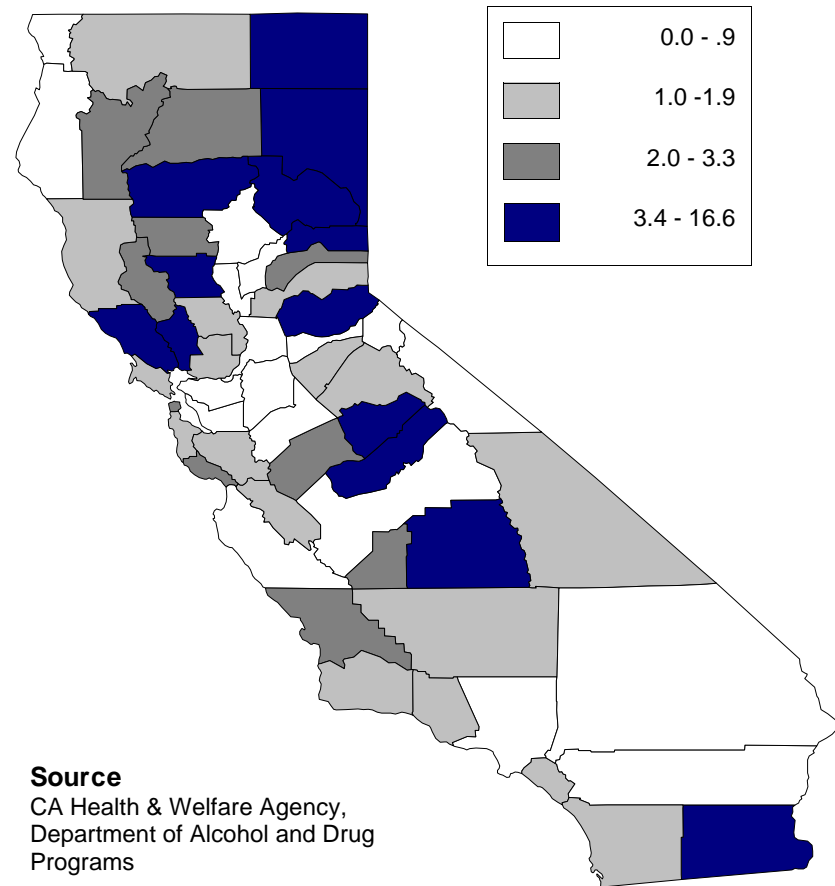 0.0 - .9
1.0 -1.9
2.0 - 3.3
3.4 - 16.6
Source
CA Health & Welfare Agency,
Department of Alcohol and Drug
Programs